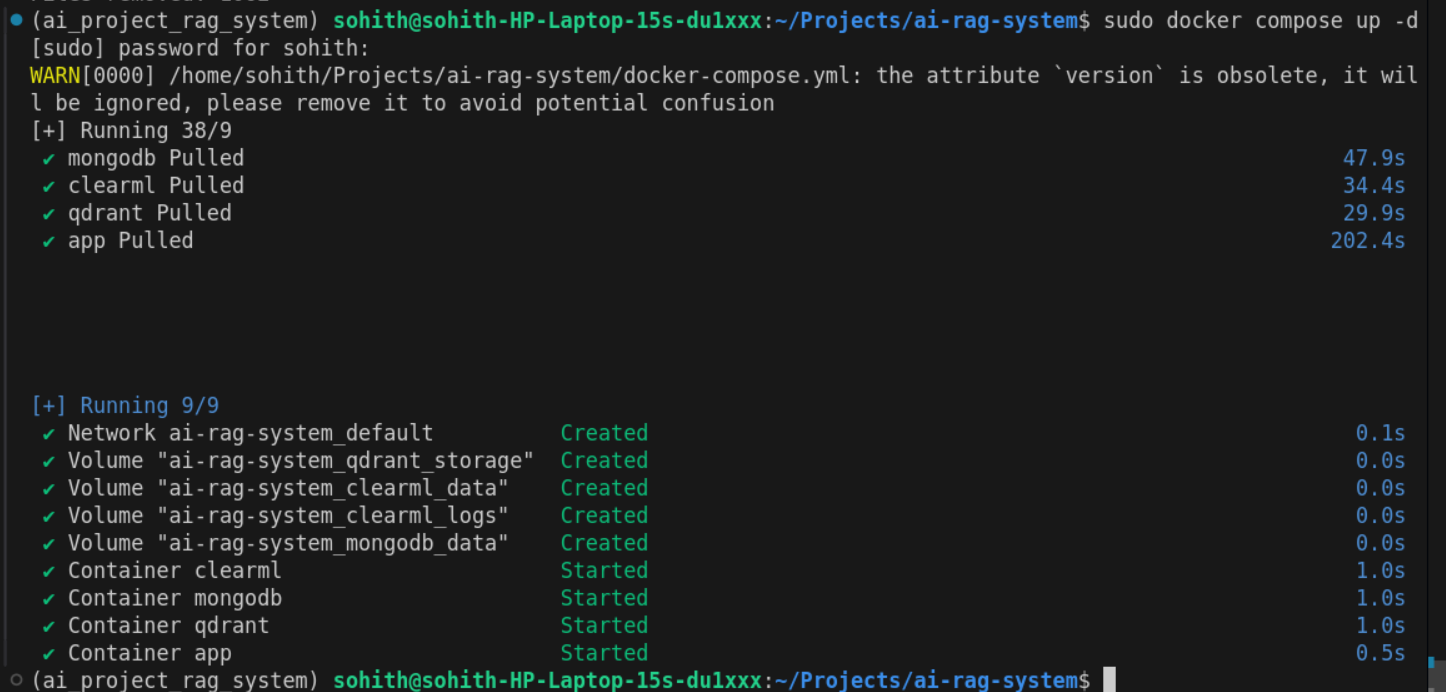 (ai_project_rag_system) sohith@sohith-HP-Laptop-15s-du1xxx:~/Projects/ai-rag-system$ sudo docker compose up -d
[sudo] password for sohith:
WARN[0000] /home/sohith/Projects/ai-rag-system/docker-compose.yml: the attribute `version` is obsolete, it wil
l be ignored, please remove it to avoid potential confusion
[+] Running 38/9
✔ mongodb Pulled 47.9s
✔ clearml Pulled 34.4s
✔ qdrant Pulled 29.9s
✔ app Pulled 202.4s
[+] Running 9/9
✔ Network ai-rag-system_default Created 0.1s
✔ Volume "ai-rag-system_qdrant_storage" Created 0.0s
✔ Volume "ai-rag-system_clearml_data" Created 0.0s
✔ Volume "ai-rag-system_clearml_logs" Created 0.0s
✔ Volume "ai-rag-system_mongodb_data" Created 0.0s
✔ Container clearml Started 1.0s
✔ Container mongodb Started 1.0s
✔ Container qdrant Started 1.0s
✔ Container app Started 0.5s
(ai_project_rag_system) sohith@sohith-HP-Laptop-15s-du1xxx:~/Projects/ai-rag-system$